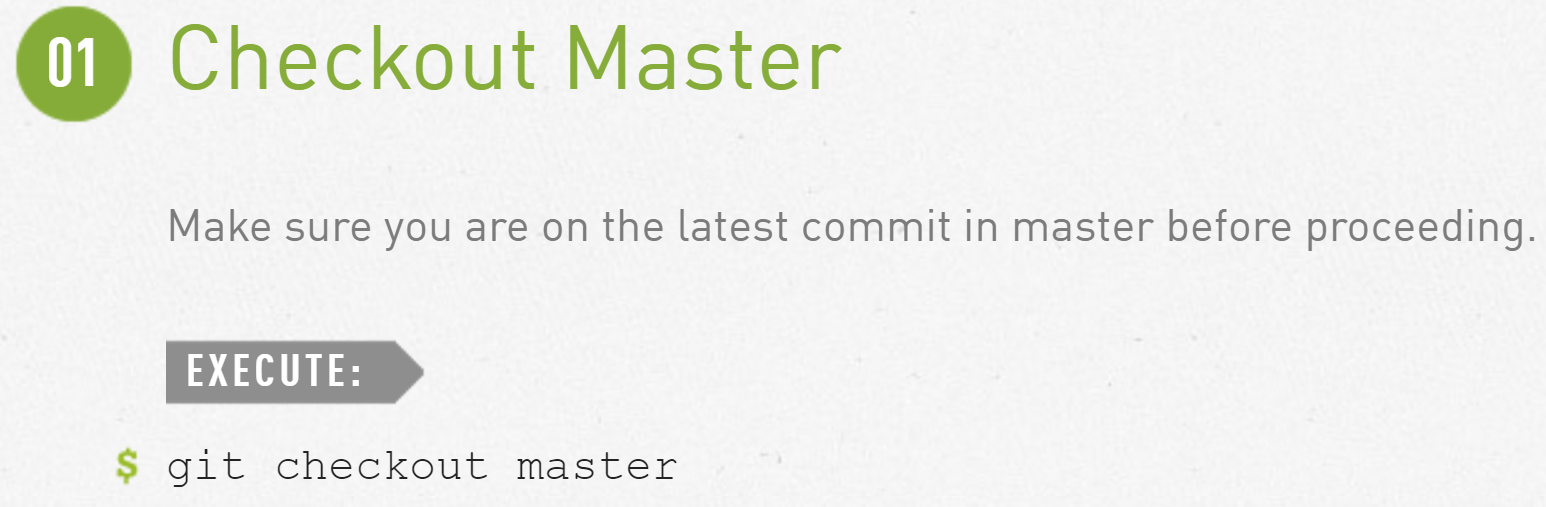 01 Checkout Master
Make sure you are on the latest commit in master before proceeding.
EXECUTE:
$ git checkout master